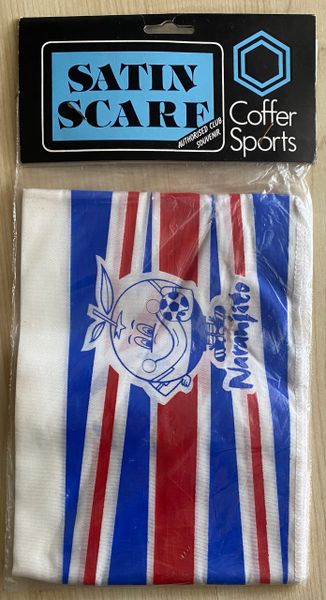 SATIN
SCARF
AUTHORISED CLUB
SOUVENIR
Coffer
Sports
Naranjito